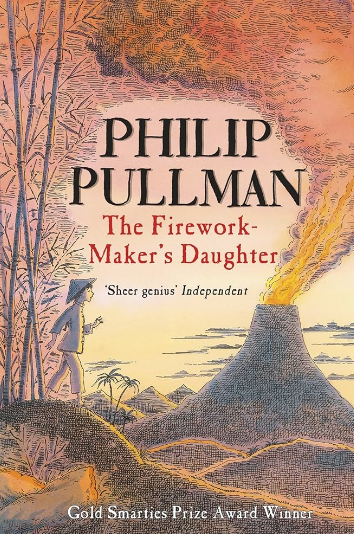 PHILIP
PULLMAN
The Firework-
Maker's Daughter
'Sheer genius' Independent
Gold Smarties Prize Award Winner